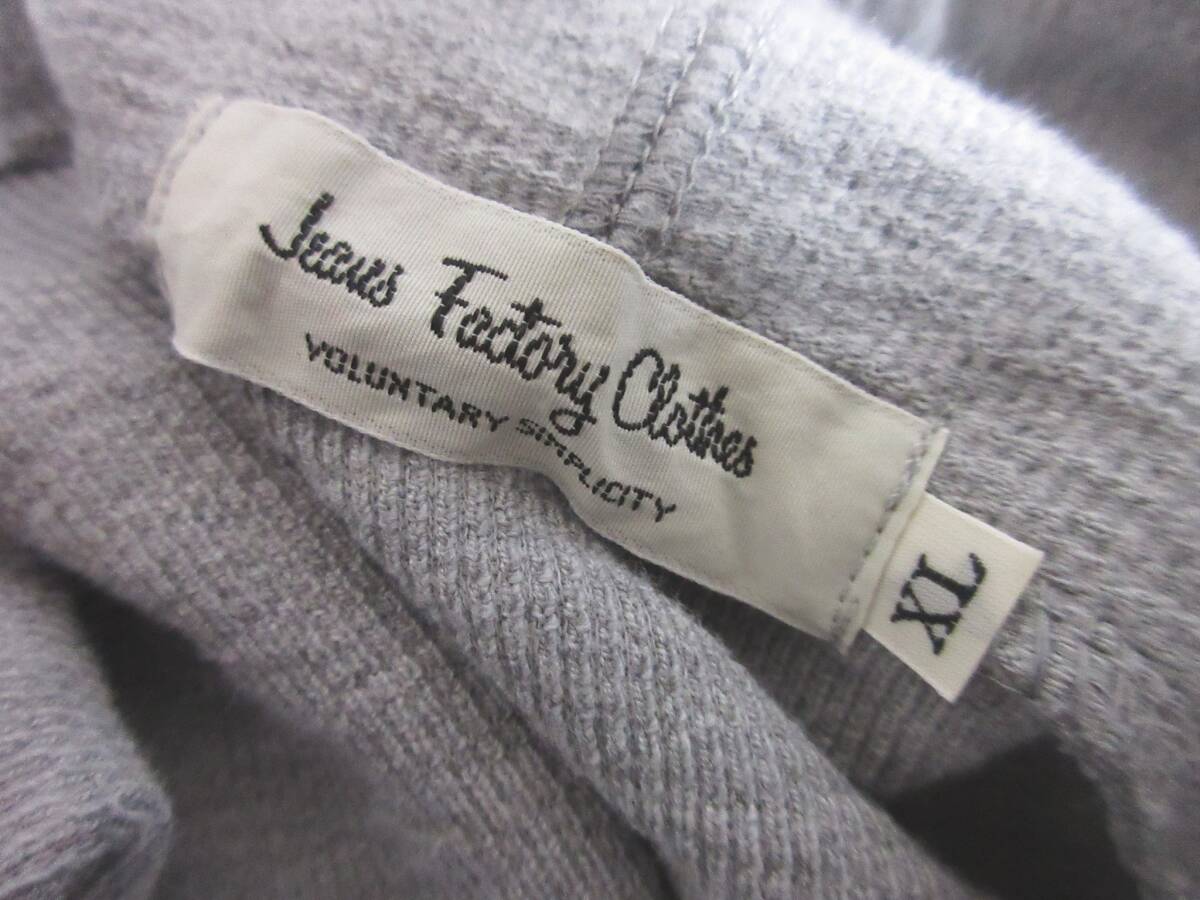 Jeans Factory Clothes
VOLUNTARY SIMPLICITY
XL